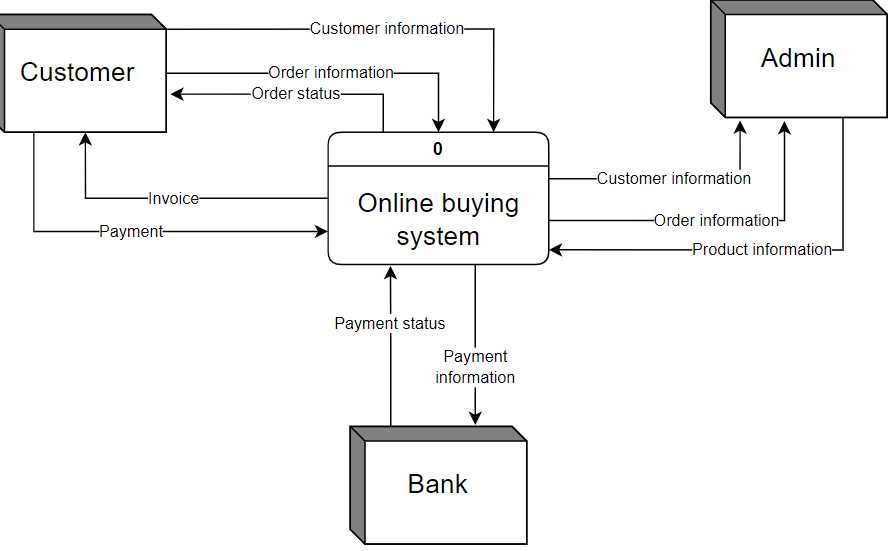 Customer information
Customer
Admin
Order information
Order status
0
Customer information
Invoice
Online buying
system
Order information
Payment
Product information
Payment status
Payment
information
Bank